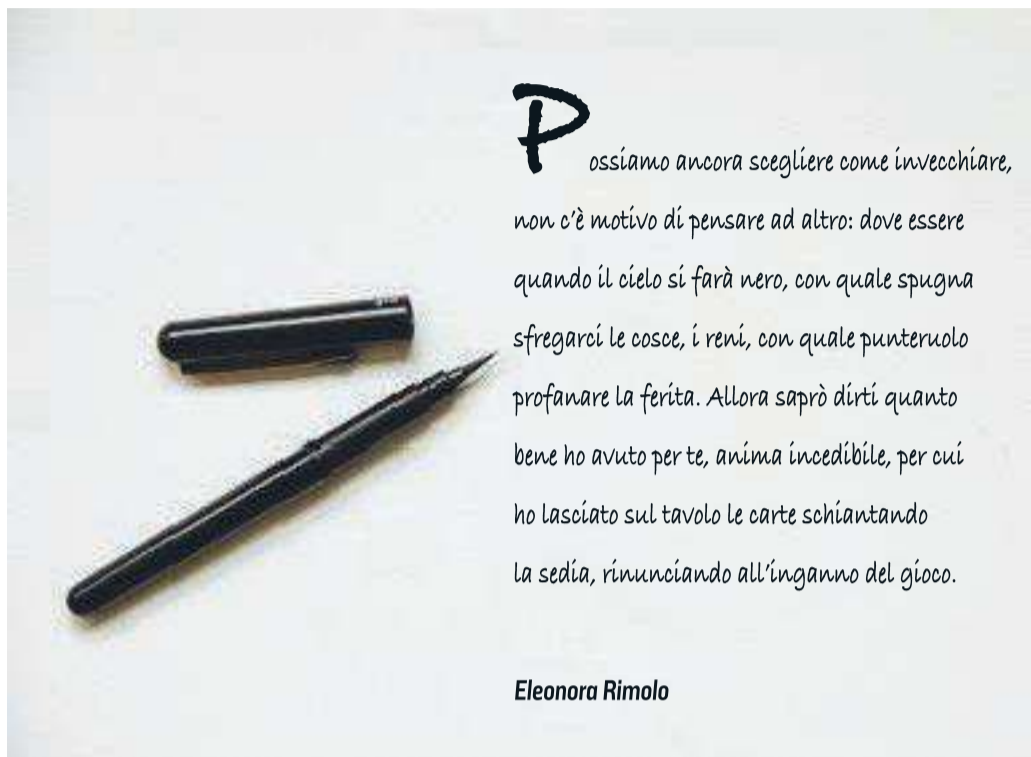 Possiamo ancora scegliere come invecchiare,
non c'è motivo di pensare ad altro: dove essere
quando il cielo si farà nero, con quale spugna
sfregarci le cosce, i reni, con quale punteruolo
profanare la ferita. Allora saprò dirti quanto
bene ho avuto per te, anima incedibile, per cui
ho lasciato sul tavolo le carte schiantando
la sedia, rinunciando all'inganno del gioco.
Eleonora Rimolo